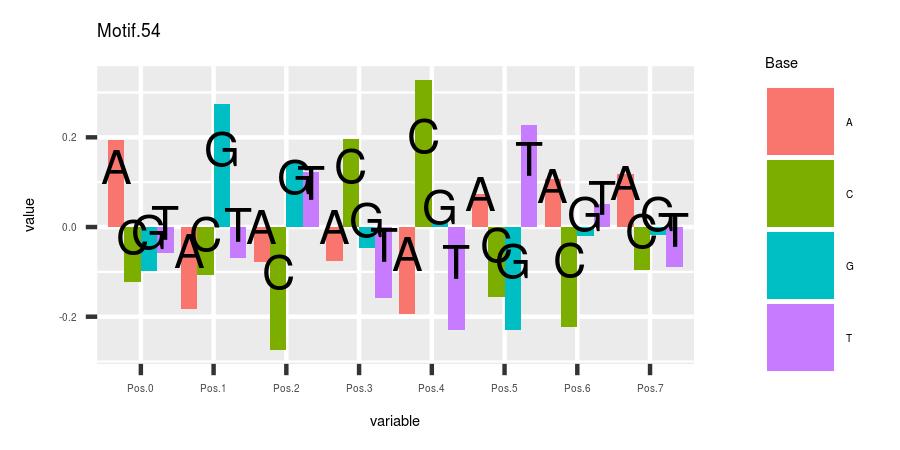 Motif.54
value
0.2
0.0
-0.2
A C G T
A C G T
A C G T
A C G T
A C G T
A C G T
A C G T
A C G T
Pos.0 Pos.1 Pos.2 Pos.3 Pos.4 Pos.5 Pos.6 Pos.7
variable
Base
A
C
G
T